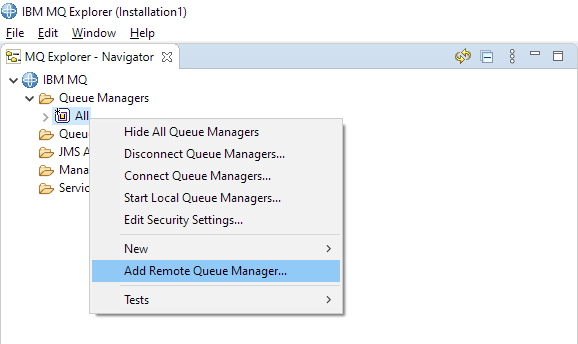 IBM MQ Explorer (Installation1)
File Edit Window Help
MQ Explorer - Navigator
IBM MQ
Queue Managers
All
Queu
JMS A
Mana
Servic
Hide All Queue Managers
Disconnect Queue Managers...
Connect Queue Managers...
Start Local Queue Managers...
Edit Security Settings...
New
Add Remote Queue Manager...
Tests